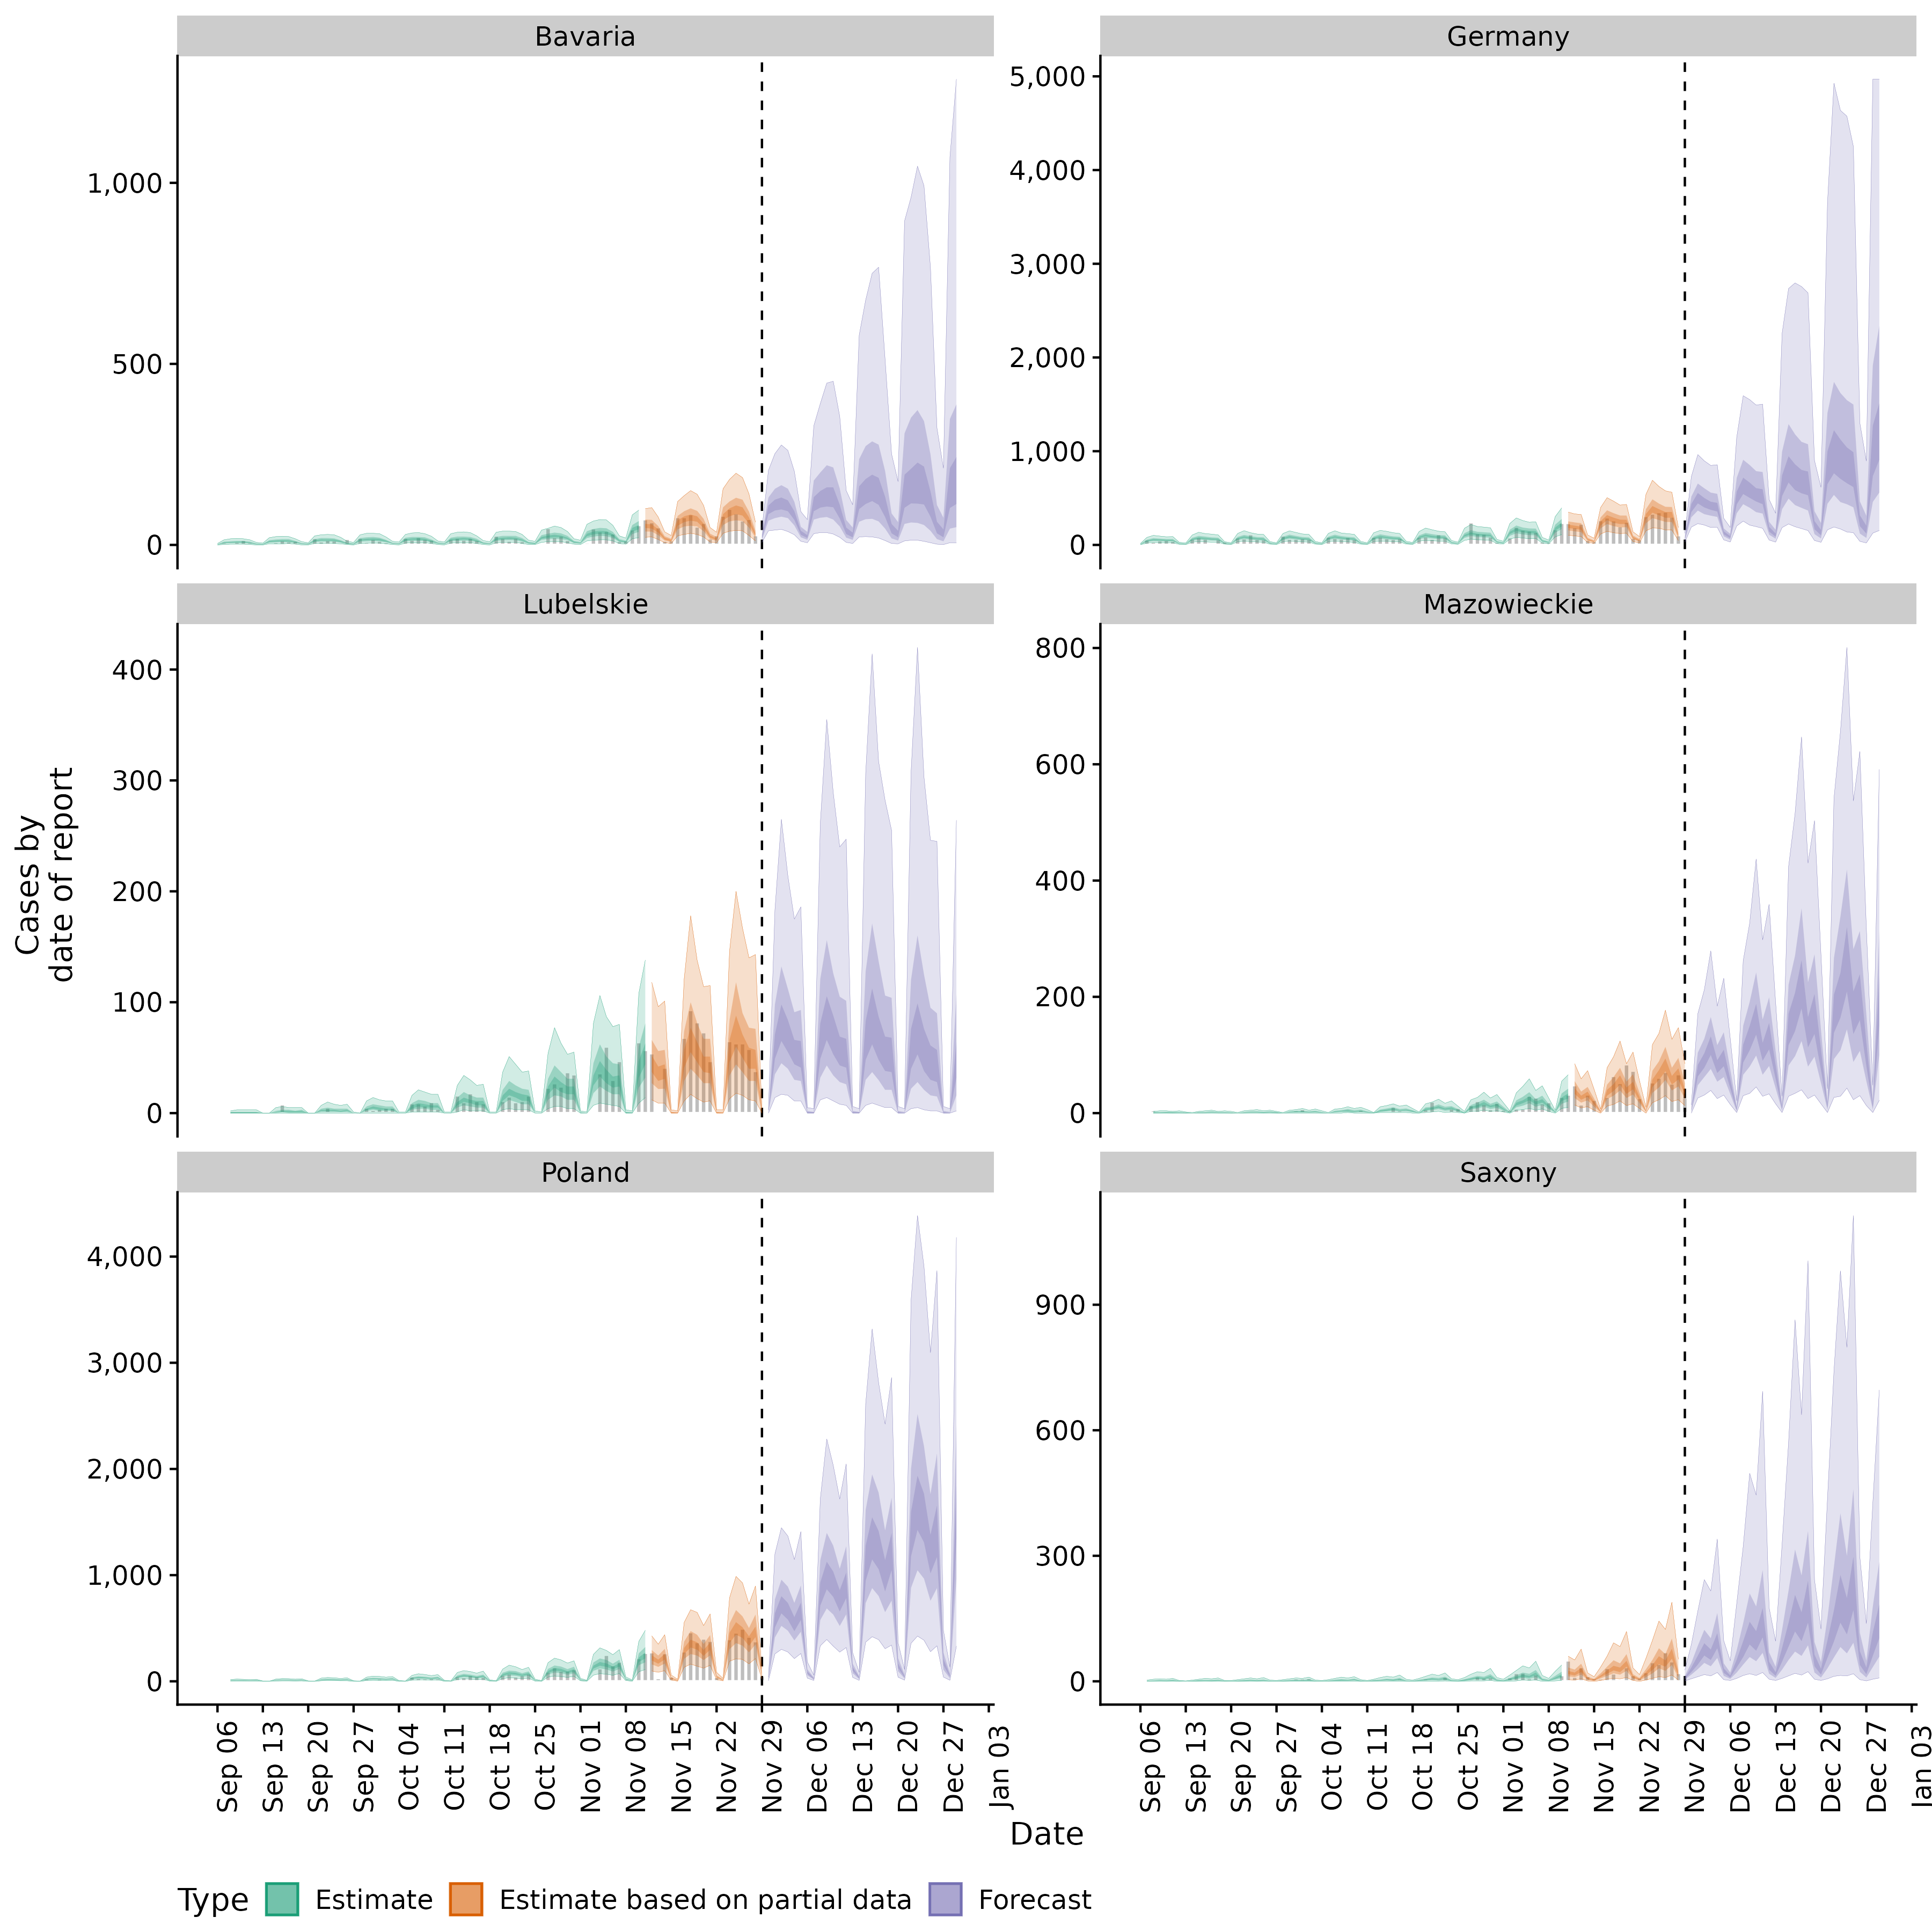 Bavaria
Germany
1,000
500
0
5,000
4,000
3,000
2,000
1,000
0
Lubelskie
Mazowieckie
400
300
200
100
0
800
600
400
200
0
Poland
Saxony
4,000
3,000
2,000
1,000
0
900
600
300
0
Cases by
date of report
Sep 06
Sep 13
Sep 20
Sep 27
Oct 04
Oct 11
Oct 18
Oct 25
Nov 01
Nov 08
Nov 15
Nov 22
Nov 29
Dec 06
Dec 13
Dec 20
Dec 27
Jan 03
Sep 06
Sep 13
Sep 20
Sep 27
Oct 04
Oct 11
Oct 18
Oct 25
Nov 01
Nov 08
Nov 15
Nov 22
Nov 29
Dec 06
Dec 13
Dec 20
Dec 27
Jan 03
Date
Type Estimate Estimate based on partial data Forecast